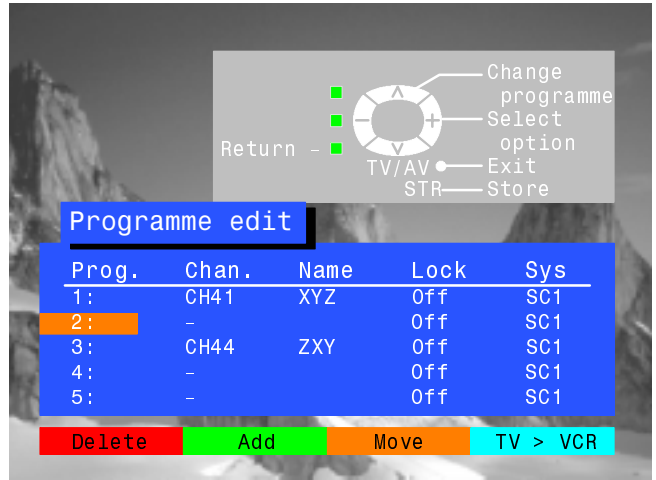 Change
programme
Select
option
Return –
TV/AV Exit
STR Store
Programme edit
Prog. Chan. Name Lock Sys
1: CH41 XYZ Off SC1
2: – Off SC1
3: CH44 ZXY Off SC1
4: – Off SC1
5: – Off SC1
Delete Add Move TV > VCR